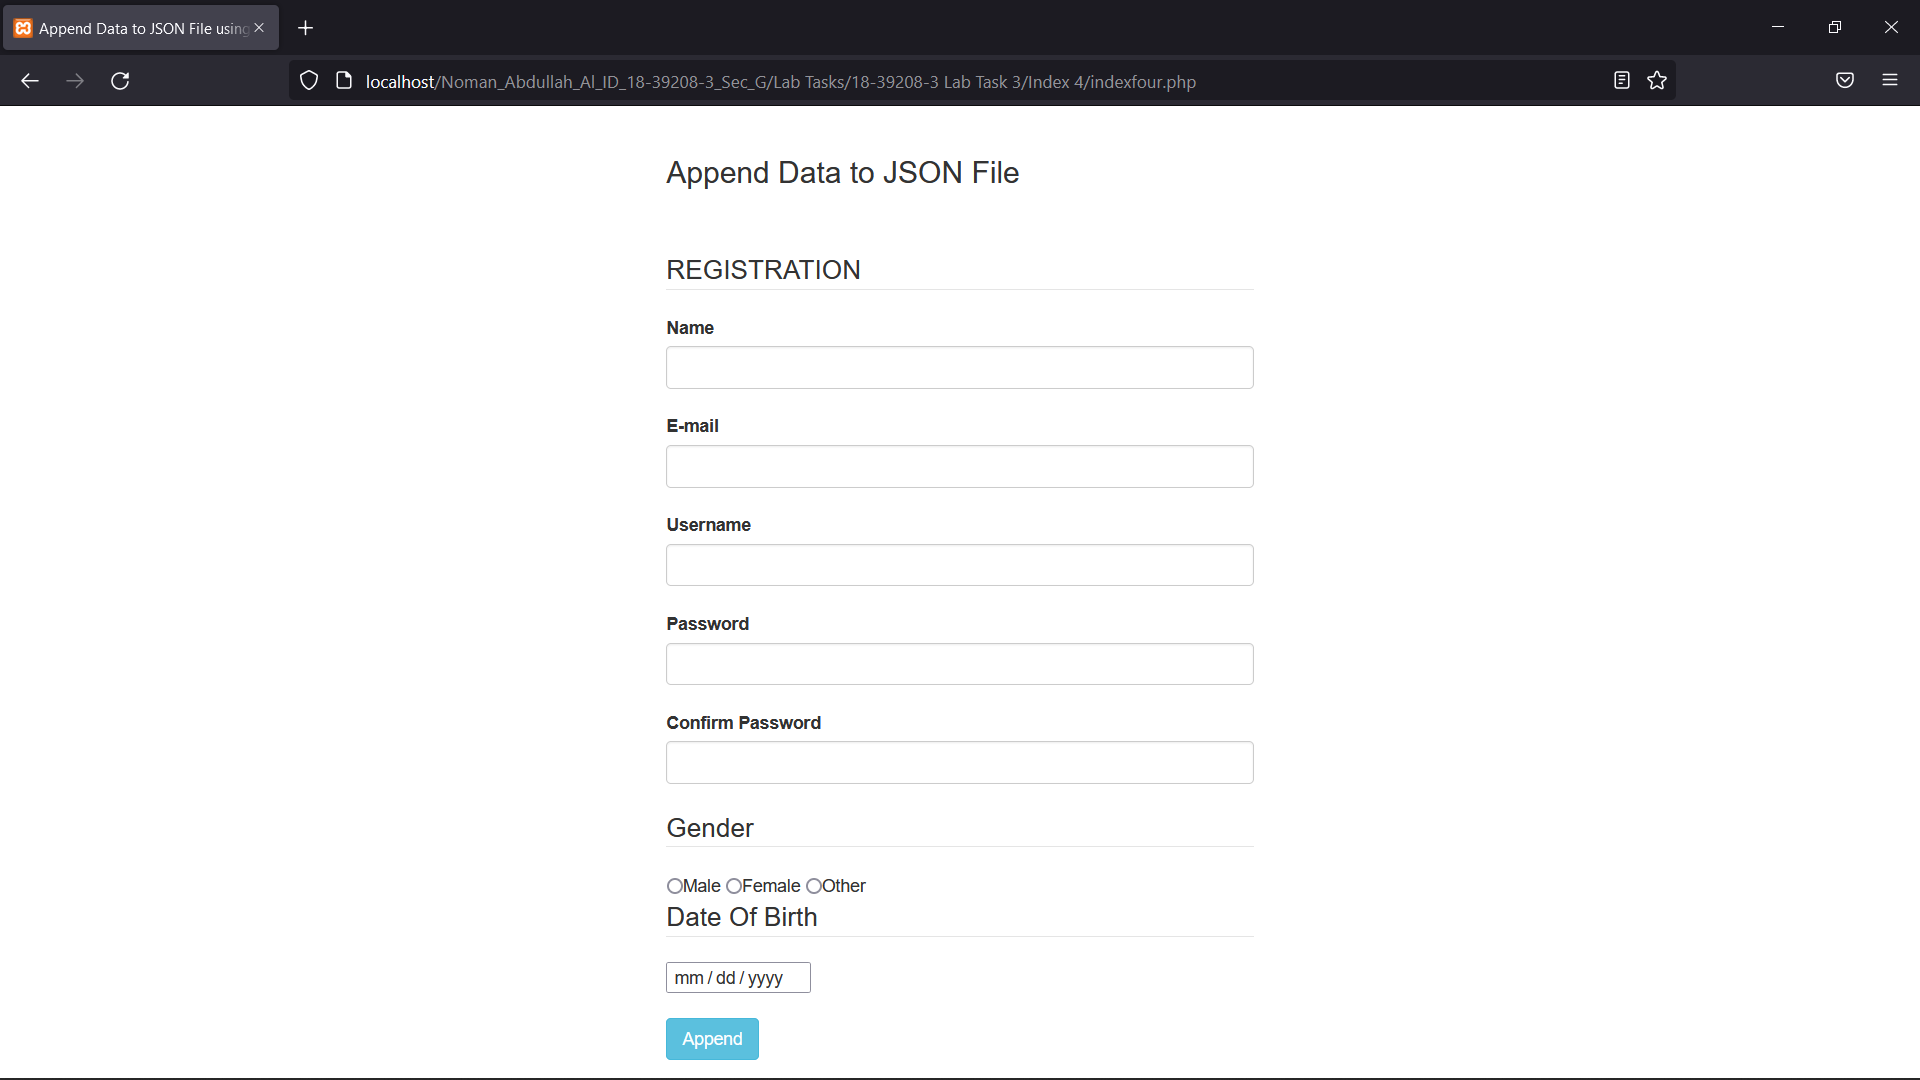 Append Data to JSON File using
localhost/Noman_Abdullah_Al_ID_18-39208-3_Sec_G/Lab Tasks/18-39208-3 Lab Task 3/Index 4/indexfour.php
Append Data to JSON File
REGISTRATION
Name
E-mail
Username
Password
Confirm Password
Gender
Male Female Other
Date Of Birth
mm / dd / yyyy
Append